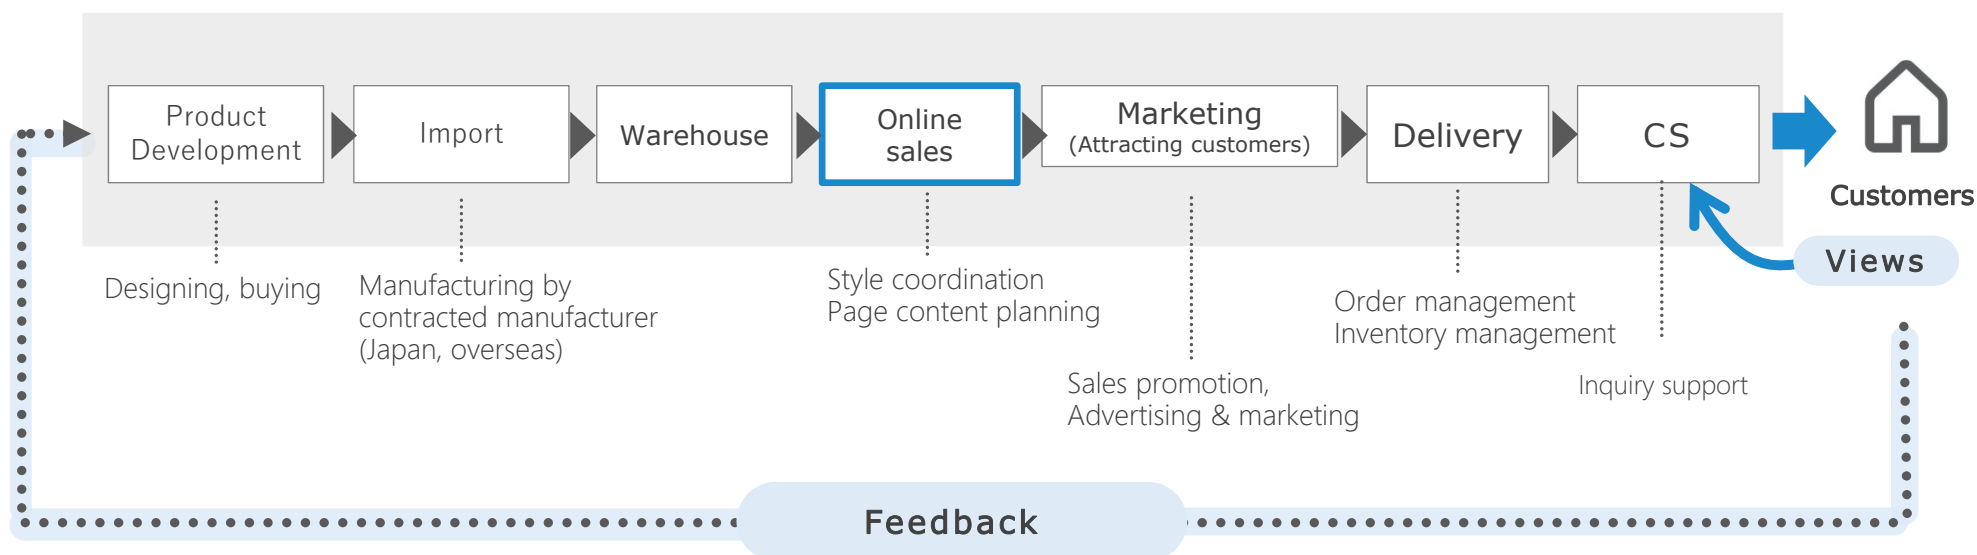 Product
Development
Import
Warehouse
Online
sales
Marketing
(Attracting customers)
Delivery
CS
Customers
Views
Designing, buying
Manufacturing by
contracted manufacturer
(Japan, overseas)
Style coordination
Page content planning
Sales promotion,
Advertising & marketing
Order management
Inventory management
Inquiry support
Feedback